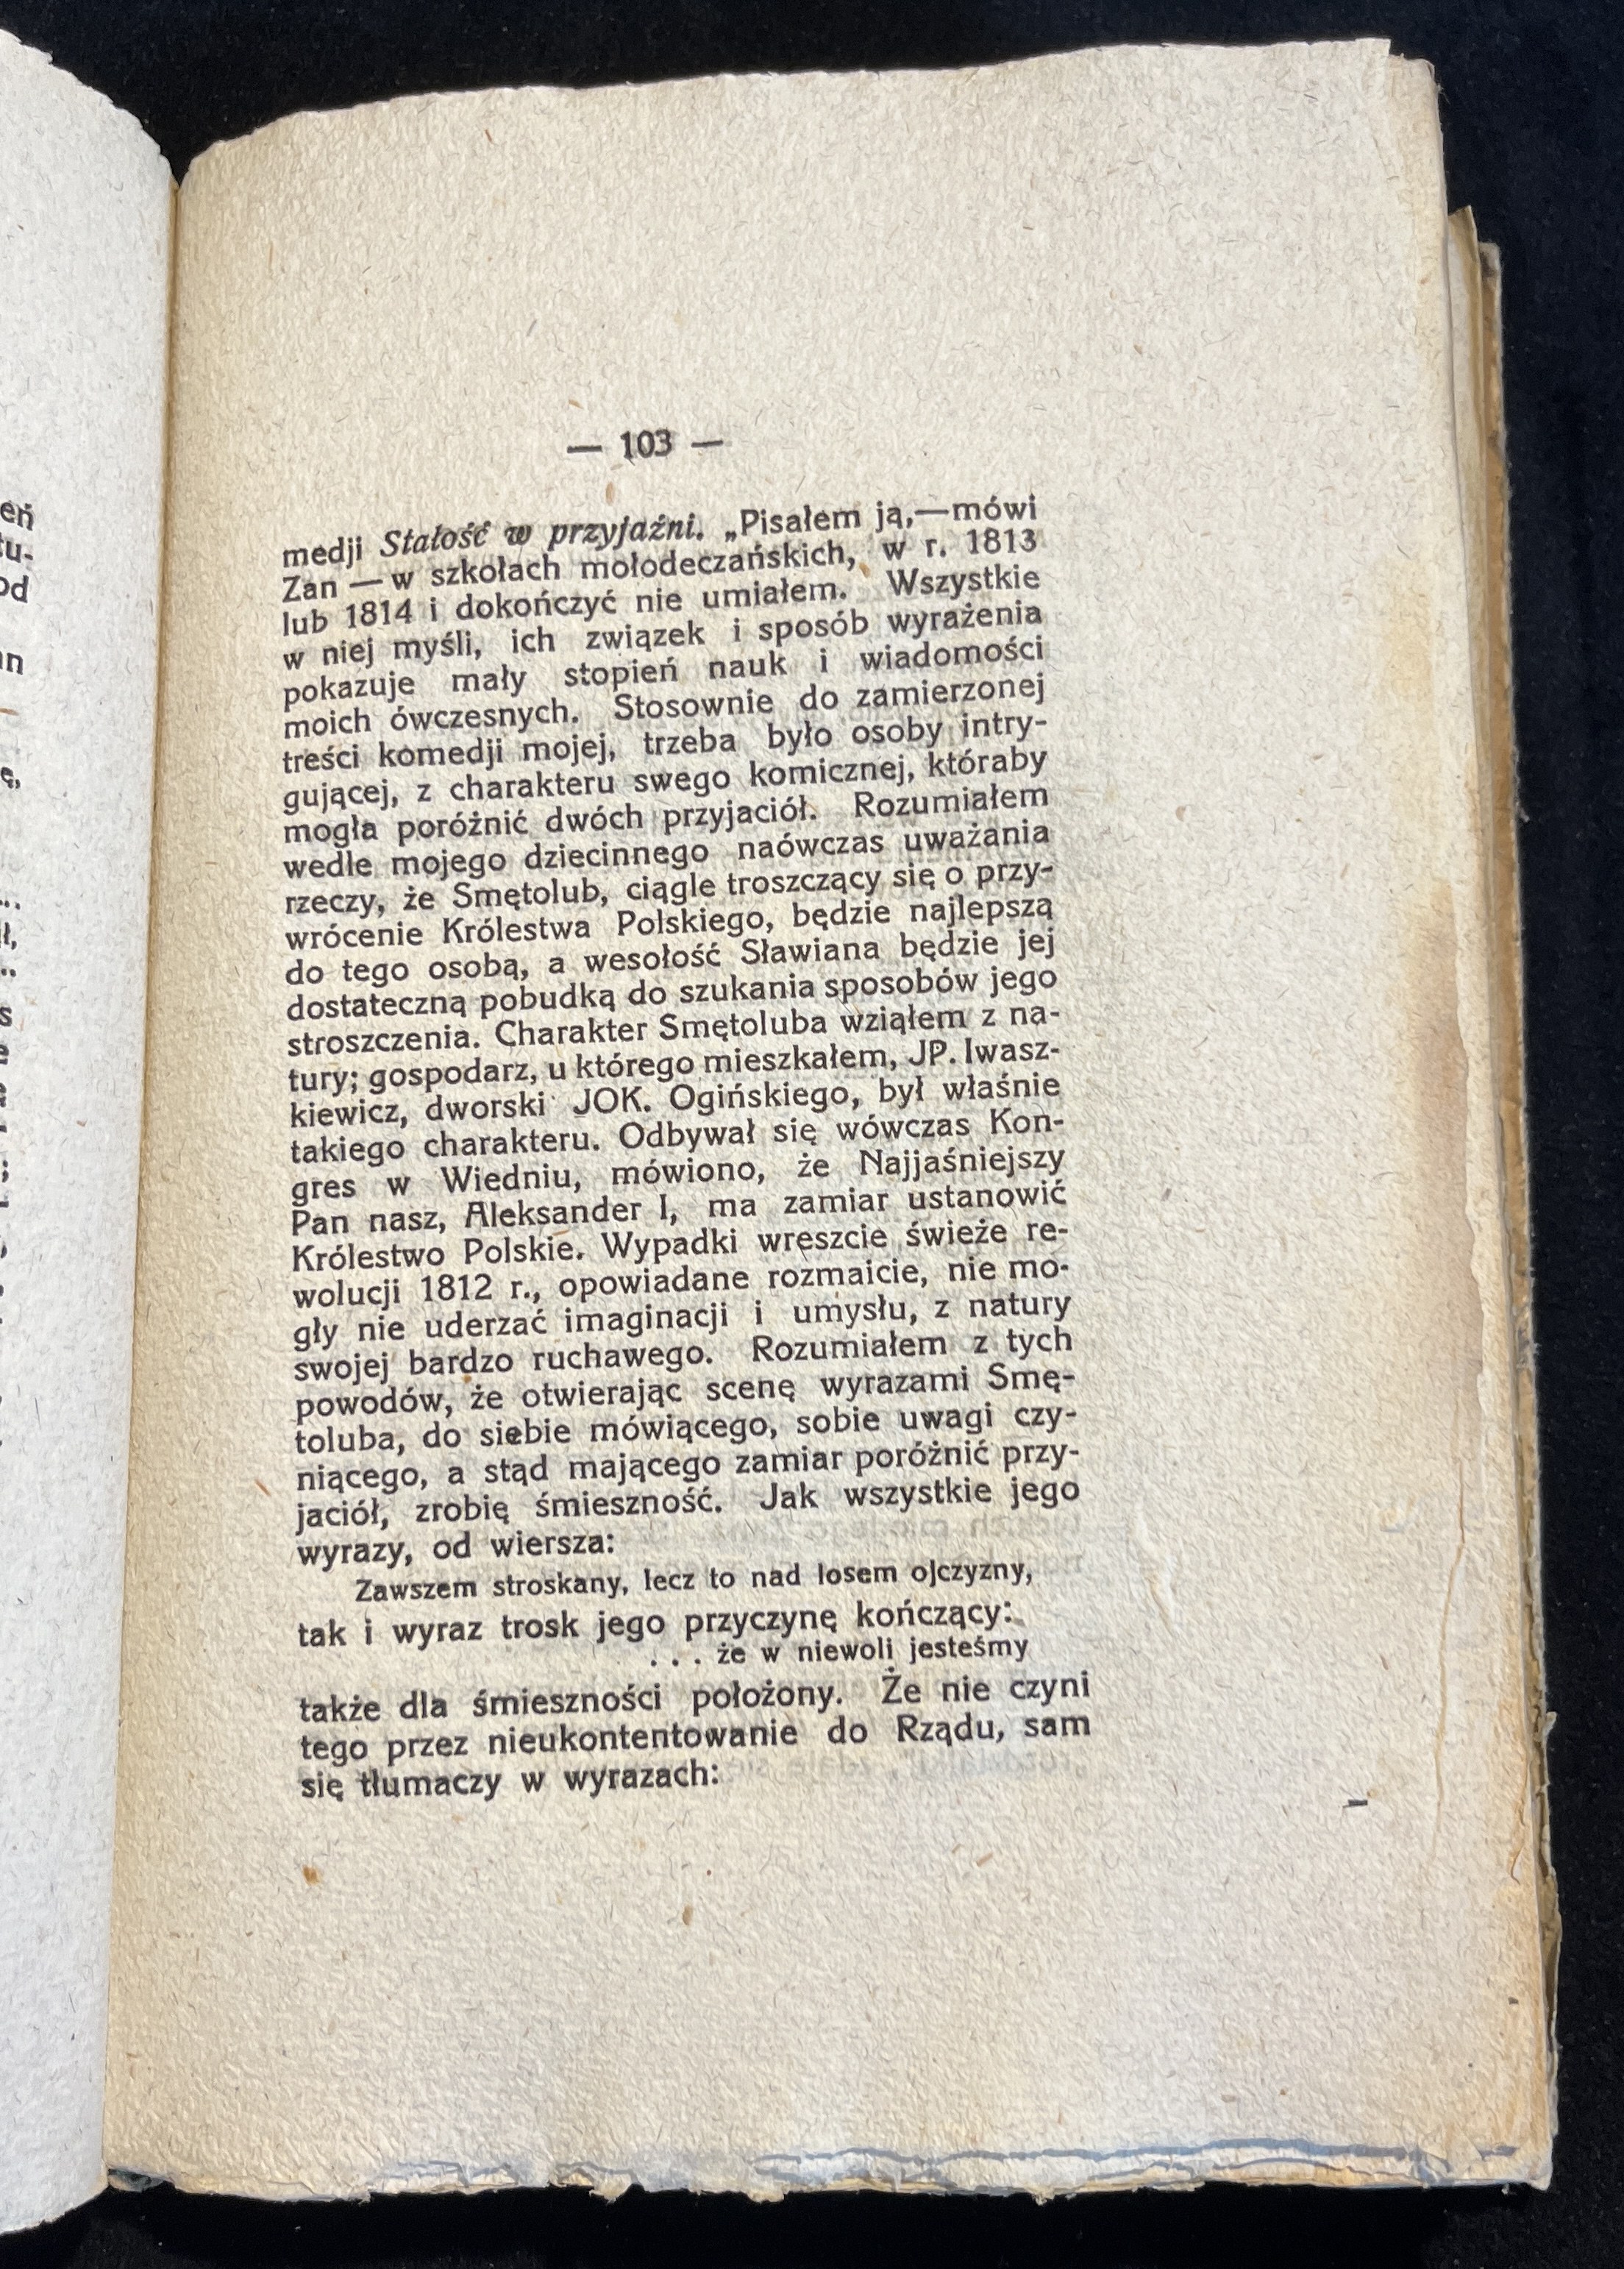 — 103 —
medji Stałość w przyjaźni. „Pisałem ją,—mówi
Zan — w szkołach mołodeczańskich, w r. 1813
lub 1814 i dokończyć nie umiałem. Wszystkie
w niej myśli, ich związek i sposób wyrażenia
pokazuje mały stopień nauk i wiadomości
moich ówczesnych. Stosownie do zamierzonej
treści komedji mojej, trzeba było osoby intry-
gującej, z charakteru swego komicznej, któraby
mogła poróżnić dwóch przyjaciół. Rozumiałem
wedle mojego dziecinnego naówczas uważania
rzeczy, że Smętolub, ciągle troszczący się o przy-
wrócenie Królestwa Polskiego, będzie najlepszą
do tego osobą, a wesołość Sławiana będzie jej
dostateczną pobudką do szukania sposobów jego
stroszczenia. Charakter Smętoluba wziąłem z na-
tury; gospodarz, u którego mieszkałem, JP. Iwasz-
kiewicz, dworski JOK. Ogińskiego, był właśnie
takiego charakteru. Odbywał się wówczas Kon-
gres w Wiedniu, mówiono, że Najjaśniejszy
Pan nasz, Aleksander I, ma zamiar ustanowić
Królestwo Polskie. Wypadki wreszcie świeże re-
wolucji 1812 r., opowiadane rozmaicie, nie mo-
gły nie uderzać imaginacji i umysłu, z natury
swojej bardzo ruchawego. Rozumiałem z tych
powodów, że otwierając scenę wyrazami Smę-
toluba, do siebie mówiącego, sobie uwagi czy-
niącego, a stąd mającego zamiar poróżnić przy-
jaciół, zrobię śmieszność. Jak wszystkie jego
wyrazy, od wiersza:
Zawszem stroskany, lecz to nad losem ojczyzny,
tak i wyraz trosk jego przyczynę kończący:
. . . że w niewoli jesteśmy
także dla śmieszności położony. Że nie czyni
tego przez nieukontentowanie do Rządu, sam
się tłumaczy w wyrazach: